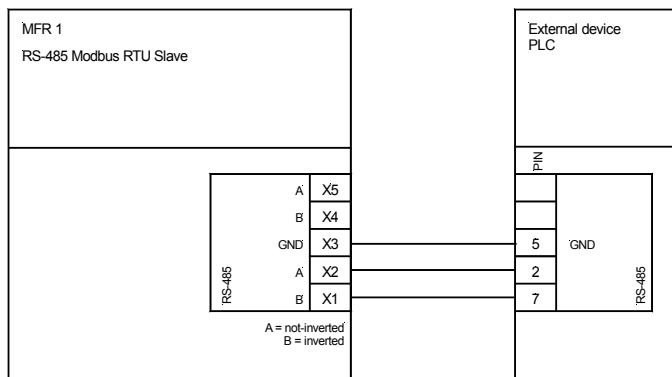 MFR 1
RS-485 Modbus RTU Slave
External device
PLC
PIN
A X5
B X4
GND X3 5 GND
A X2 2
B X1 7
RS-485
RS-485
A = not-inverted
B = inverted